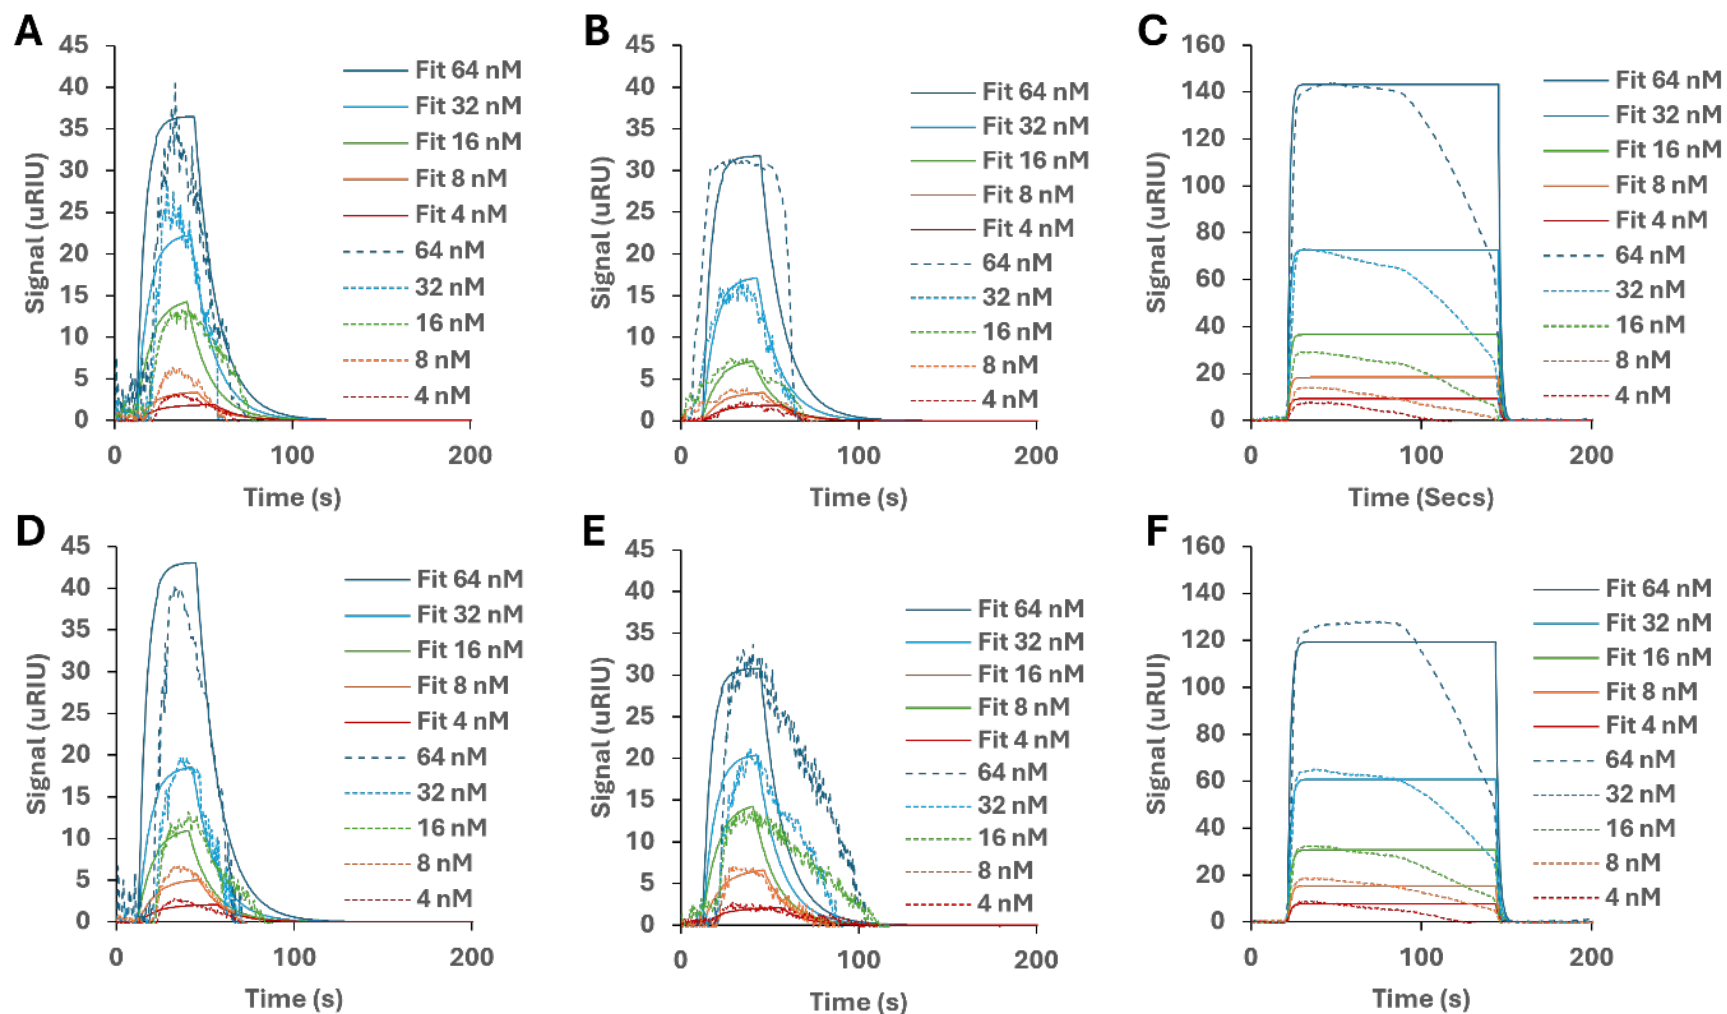 A
Signal (uRIU)
45
40
35
30
25
20
15
10
5
0
0 100 200
Time (s)
Fit 64 nM
Fit 32 nM
Fit 16 nM
Fit 8 nM
Fit 4 nM
64 nM
32 nM
16 nM
8 nM
4 nM
B
Signal (uRU)
45
40
35
30
25
20
15
10
5
0
0 100 200
Time (s)
Fit 64 nM
Fit 32 nM
Fit 16 nM
Fit 8 nM
Fit 4 nM
64 nM
32 nM
16 nM
8 nM
4 nM
C
Signal (uRIU)
160
140
120
100
80
60
40
20
0
0 100 200
Time (Secs)
Fit 64 nM
Fit 32 nM
Fit 16 nM
Fit 8 nM
Fit 4 nM
64 nM
32 nM
16 nM
8 nM
4 nM
D
Signal (uRIU)
45
40
35
30
25
20
15
10
5
0
0 100 200
Time (s)
Fit 64 nM
Fit 32 nM
Fit 16 nM
Fit 8 nM
Fit 4 nM
64 nM
32 nM
16 nM
8 nM
4 nM
E
Signal (uRIU)
45
40
35
30
25
20
15
10
5
0
0 100 200
Time (s)
Fit 64 nM
Fit 32 nM
Fit 16 nM
Fit 8 nM
Fit 4 nM
64 nM
32 nM
16 nM
8 nM
4 nM
F
Signal (uRUI)
160
140
120
100
80
60
40
20
0
0 100 200
Time (s)
Fit 64 nM
Fit 32 nM
Fit 16 nM
Fit 8 nM
Fit 4 nM
64 nM
32 nM
16 nM
8 nM
4 nM